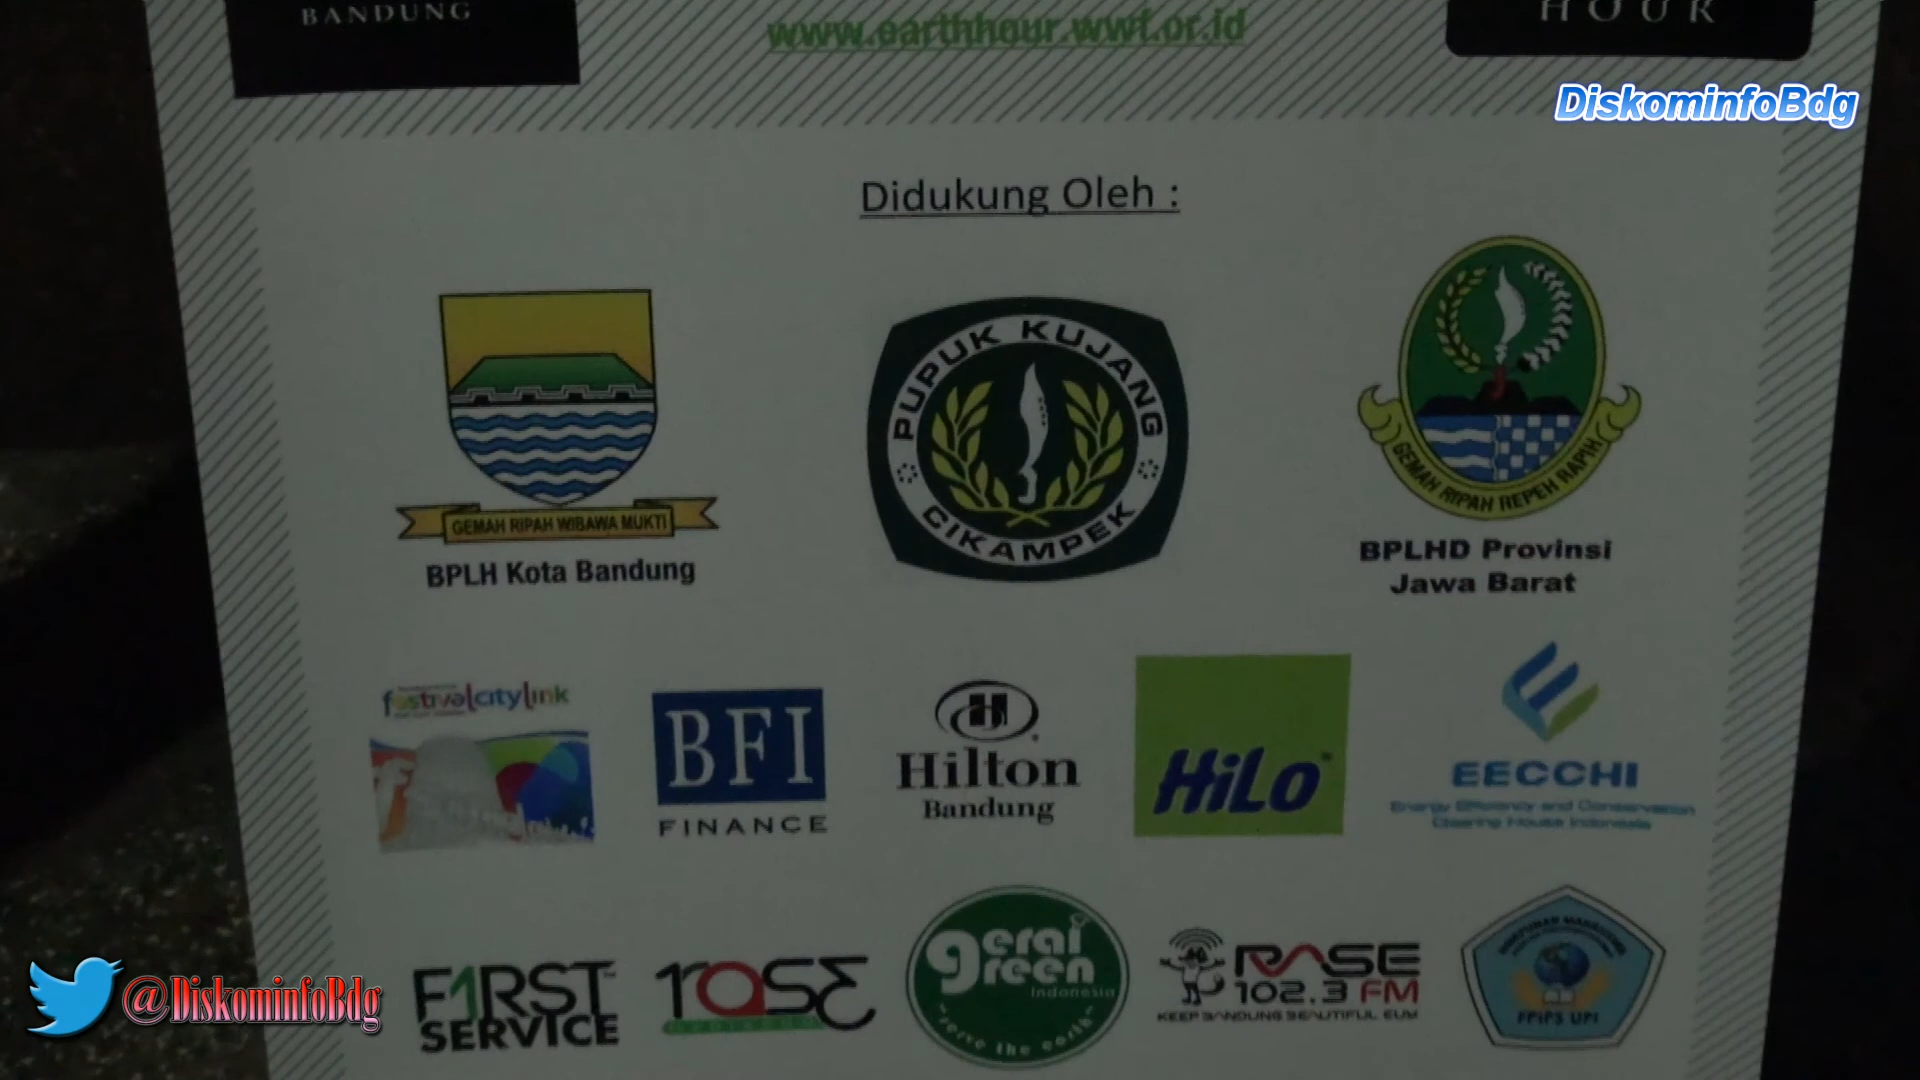 BANDUNG
www.earthhour.wwf.or.id
HOUR
DiskominfoBdg
Didukung Oleh :
GEMAH RIPAH WIBAWA MUKTI
BPLH Kota Bandung
PUPUK KUJANG
CIKAMPEK
GEMAH RIPAH REPEH RAPIH
BPLHD Provinsi
Jawa Barat
festivalcitylink
BFI
FINANCE
Hilton
Bandung
HiLo
EECCHI
Energy Efficiency and Conservation
Clearing House Indonesia
F1RST
SERVICE
rase
gerai
green
Indonesia
"serve the earth"
RASE
102.3 FM
KEEP BANDUNG BEAUTIFUL EUM
HIMPUNAN MAHASISWA
FPIPS UPI
@DiskominfoBdg